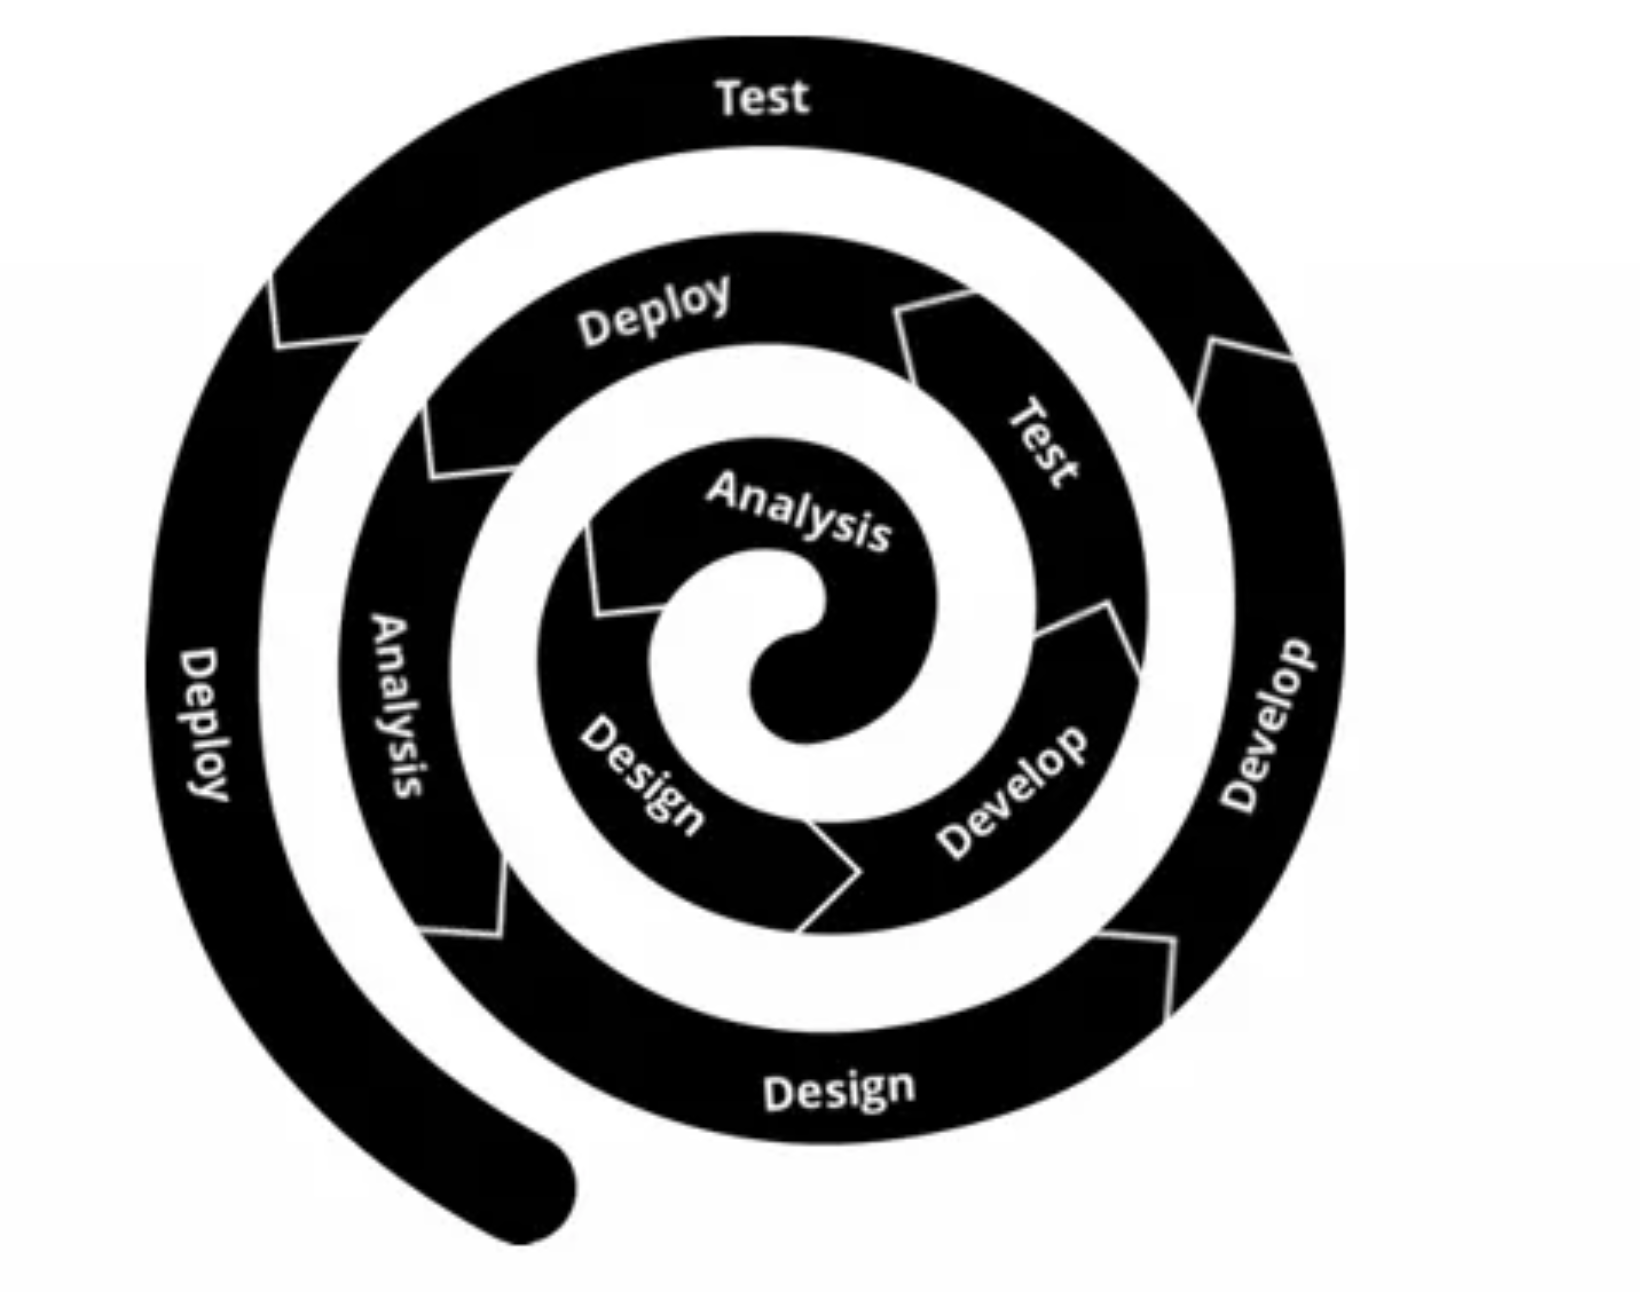 Analysis
Design
Develop
Test
Deploy
Analysis
Design
Develop
Test
Deploy